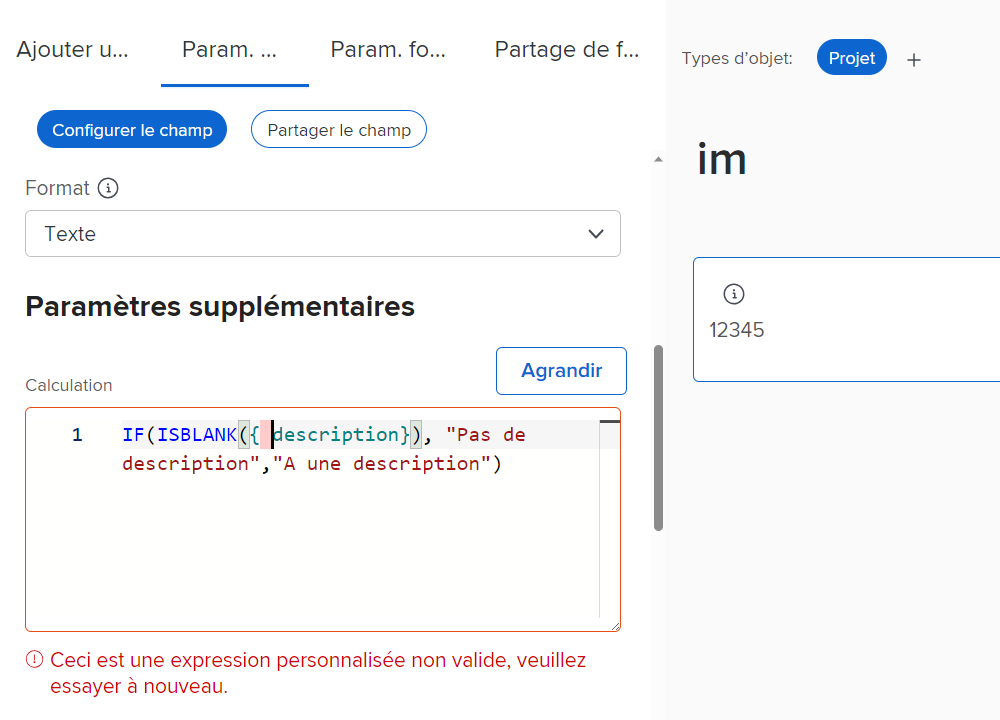 Ajouter u...
Param. ...
Param. fo...
Partage de f...
Configurer le champ
Partager le champ
Format
Texte
Paramètres supplémentaires
Agrandir
Calculation
1 IF(ISBLANK({ description}), "Pas de
description","A une description")
Ceci est une expression personnalisée non valide, veuillez
essayer à nouveau.
Types d'objet:
Projet
+
im
12345